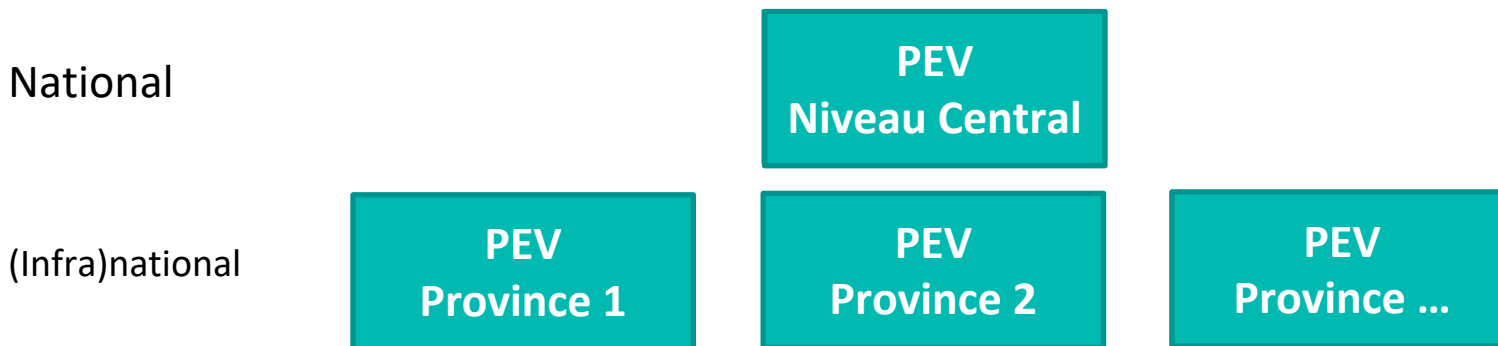 National
PEV
Niveau Central
(Infra)national
PEV
Province 1
PEV
Province 2
PEV
Province ...